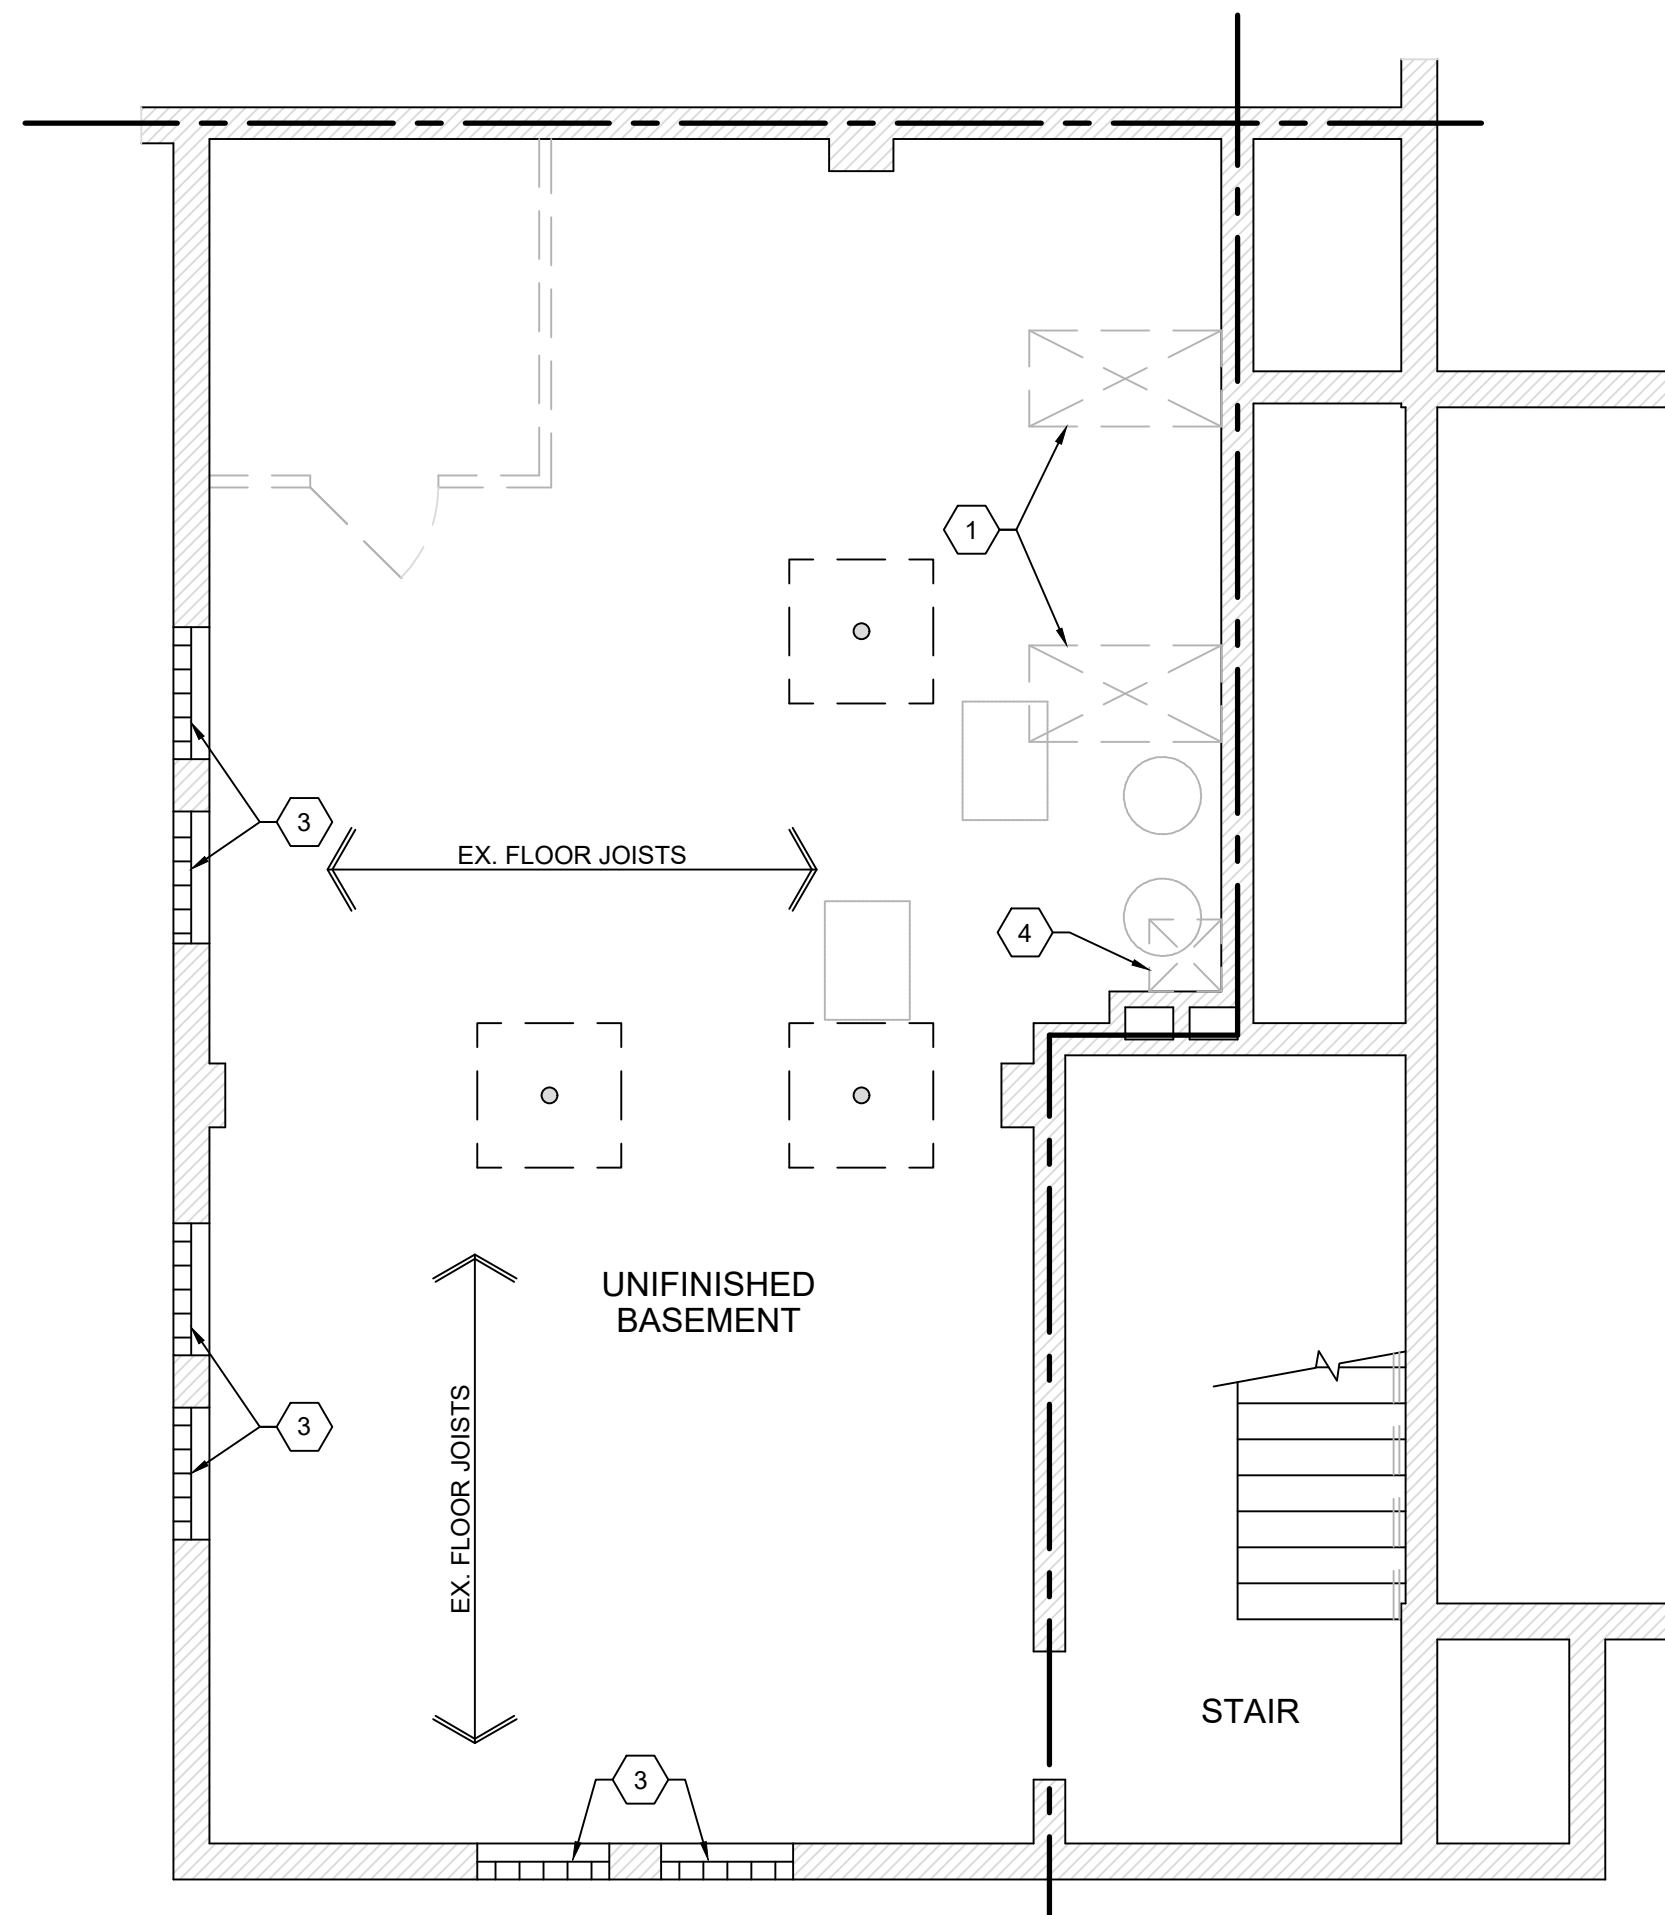 1
3
EX. FLOOR JOISTS
4
UNIFINISHED
BASEMENT
3
EX. FLOOR JOISTS
STAIR
3